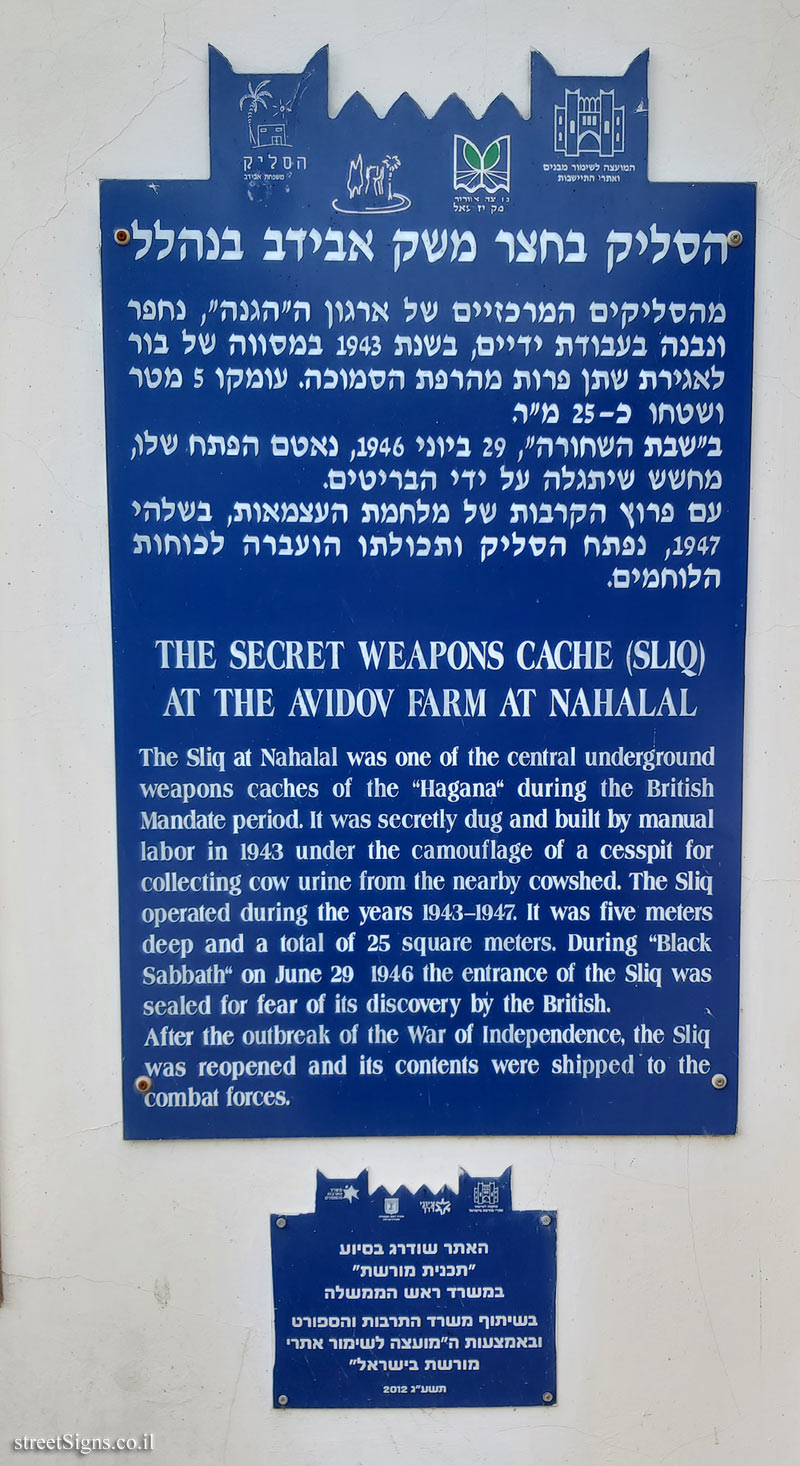 הסליק
משפחת אבידב
המועצה לשימור מבנים
ואתרי התיישבות
הסליק בחצר משק אבידב בנהלל
מהסליקים המרכזיים של ארגון ה"הגנה", נחפר
ונבנה בעבודת ידיים, בשנת 1943 במסווה של בור
לאגירת שתן פרות מהרפת הסמוכה. עומקו 5 מטר
ושטחו כ-25 מ"ר.
ב"שבת השחורה", 29 ביוני 1946, נאטם הפתח שלו,
מחשש שיתגלה על ידי הבריטים.
עם פרוץ הקרבות של מלחמת העצמאות, בשלהי
1947, נפתח הסליק ותכולתו הועברה לכוחות
הלוחמים.
THE SECRET WEAPONS CACHE (SLIQ)
AT THE AVIDOV FARM AT NAHALAL
The Sliq at Nahalal was one of the central underground
weapons caches of the "Hagana" during the British
Mandate period. It was secretly dug and built by manual
labor in 1943 under the camouflage of a cesspit for
collecting cow urine from the nearby cowshed. The Sliq
operated during the years 1943–1947. It was five meters
deep and a total of 25 square meters. During "Black
Sabbath" on June 29 1946 the entrance of the Sliq was
sealed for fear of its discovery by the British.
After the outbreak of the War of Independence, the Sliq
was reopened and its contents were shipped to the
combat forces.
האתר שודרג בסיוע
"תכנית מורשת"
במשרד ראש הממשלה
בשיתוף משרד התרבות והספורט
ובאמצעות ה"מועצה לשימור אתרי
מורשת בישראל"
תשע"ג 2012
streetSigns.co.il